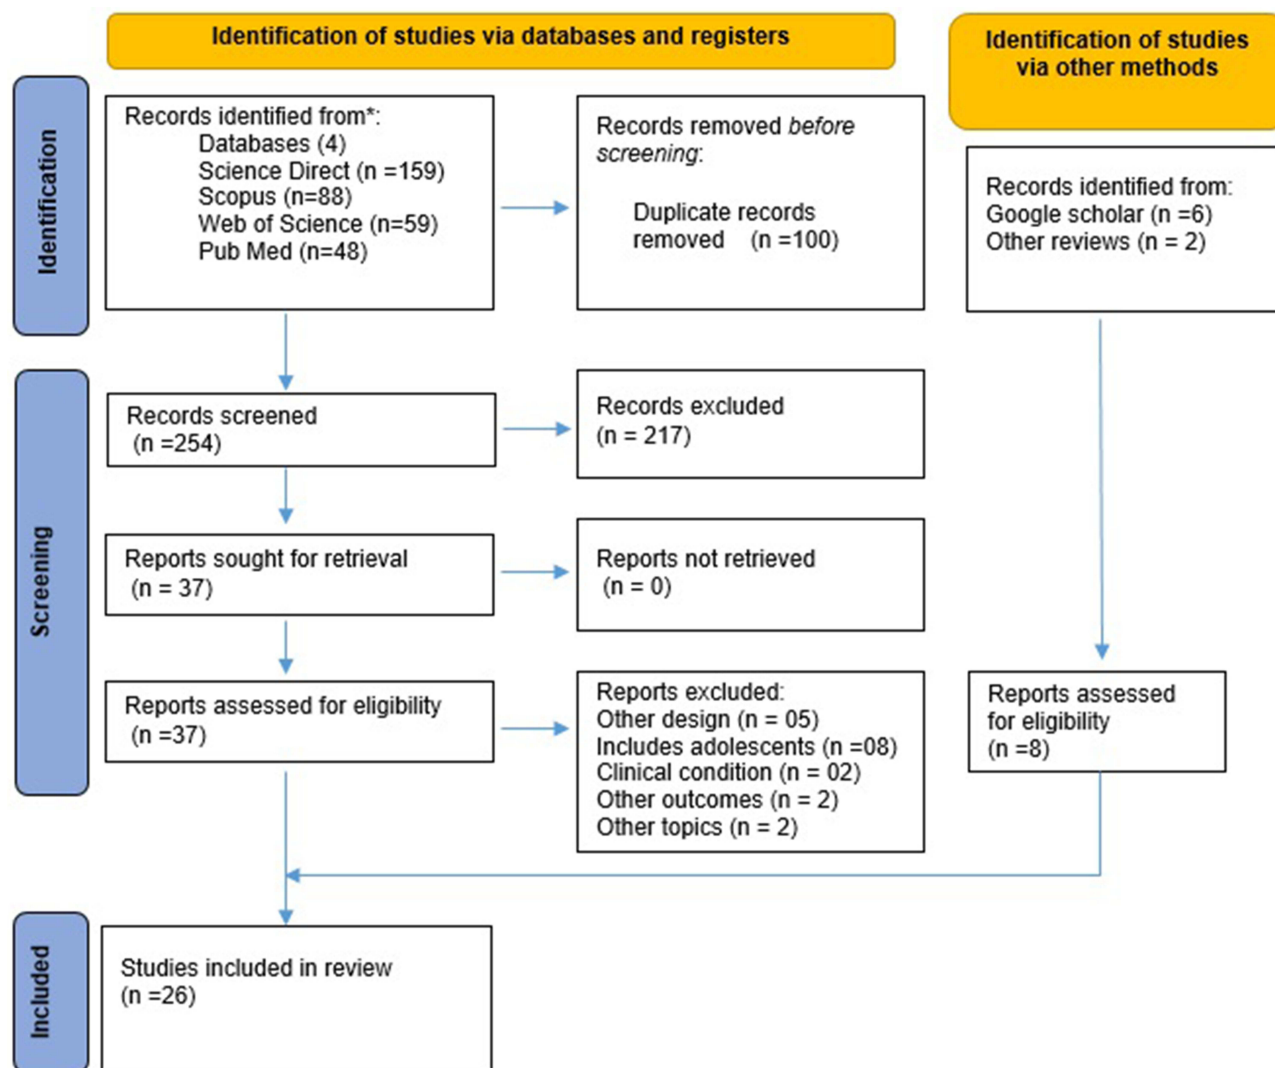 Identification of studies via databases and registers
Identification of studies
via other methods
Identification
Records identified from*:
Databases (4)
Science Direct (n =159)
Scopus (n=88)
Web of Science (n=59)
Pub Med (n=48)
Records removed before
screening:
Duplicate records
removed (n =100)
Records identified from:
Google scholar (n =6)
Other reviews (n = 2)
Screening
Records screened
(n =254)
Records excluded
(n = 217)
Reports sought for retrieval
(n = 37)
Reports not retrieved
(n = 0)
Reports assessed for eligibility
(n =37)
Reports excluded:
Other design (n = 05)
Includes adolescents (n =08)
Clinical condition (n = 02)
Other outcomes (n = 2)
Other topics (n = 2)
Reports assessed
for eligibility
(n =8)
Included
Studies included in review
(n =26)